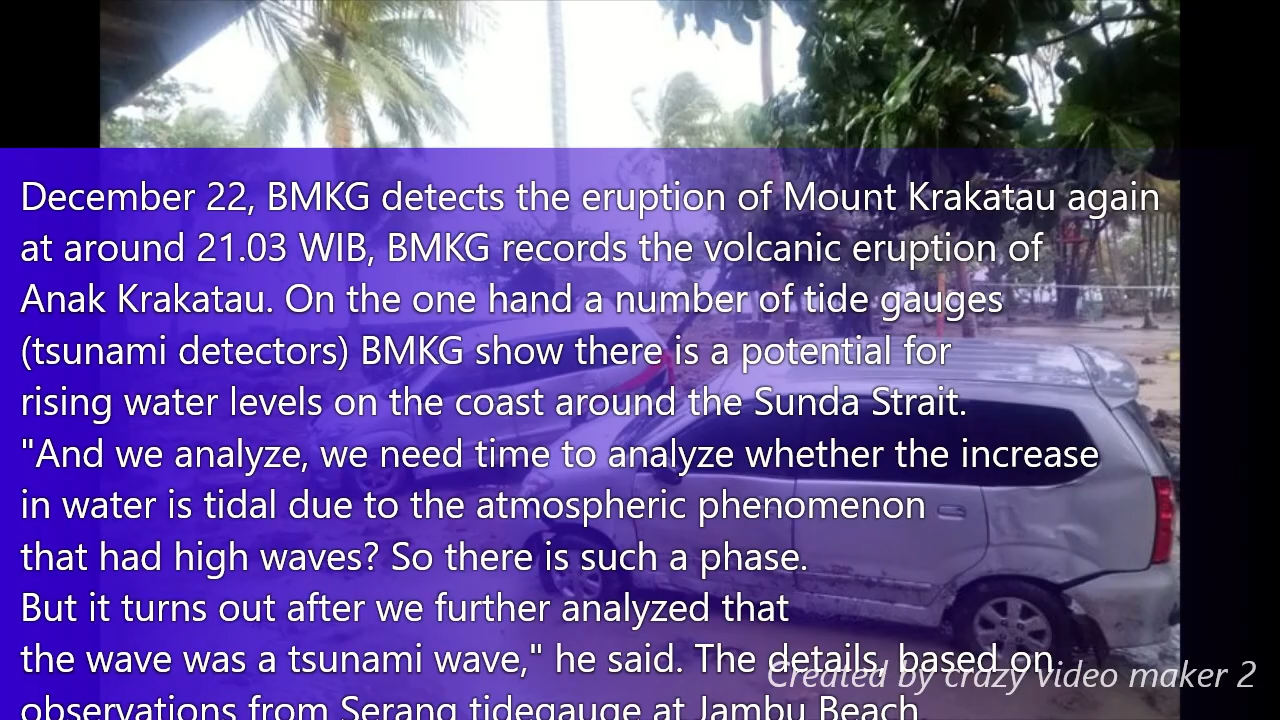 December 22, BMKG detects the eruption of Mount Krakatau again
at around 21.03 WIB, BMKG records the volcanic eruption of
Anak Krakatau. On the one hand a number of tide gauges
(tsunami detectors) BMKG show there is a potential for
rising water levels on the coast around the Sunda Strait.
"And we analyze, we need time to analyze whether the increase
in water is tidal due to the atmospheric phenomenon
that had high waves? So there is such a phase.
But it turns out after we further analyzed that
the wave was a tsunami wave," he said. The details, based on
observations from Serang tidegauge at Jambu Beach
Created by crazy video maker 2